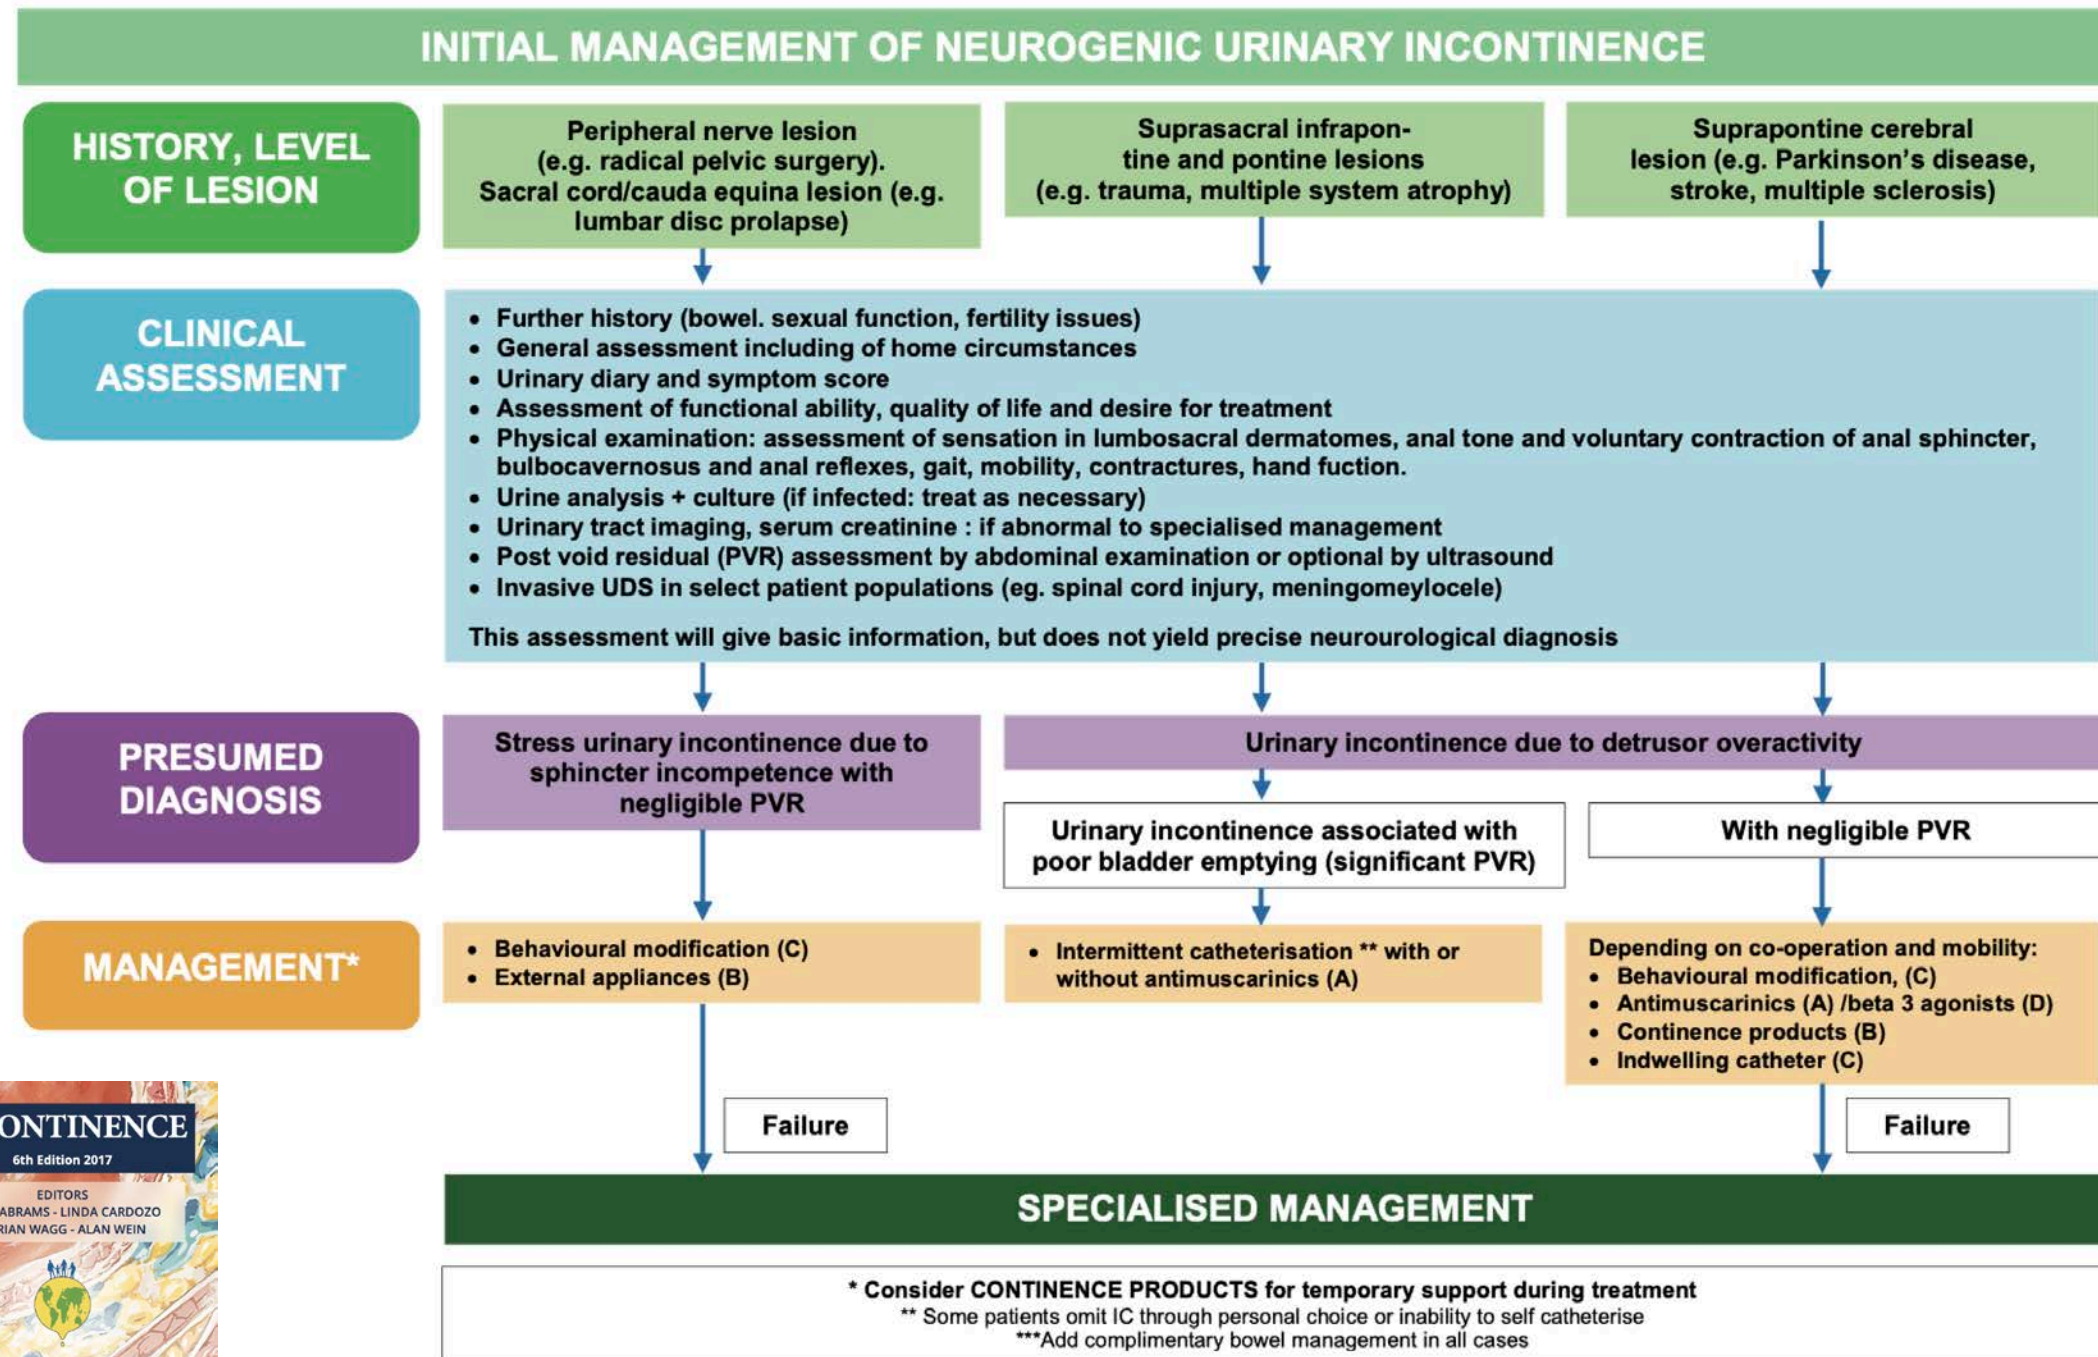 INITIAL MANAGEMENT OF NEUROGENIC URINARY INCONTINENCE
HISTORY, LEVEL
OF LESION
Peripheral nerve lesion
(e.g. radical pelvic surgery).
Sacral cord/cauda equina lesion (e.g.
lumbar disc prolapse)
Suprasacral infrapon-
tine and pontine lesions
(e.g. trauma, multiple system atrophy)
Suprapontine cerebral
lesion (e.g. Parkinson's disease,
stroke, multiple sclerosis)
CLINICAL
ASSESSMENT
• Further history (bowel. sexual function, fertility issues)
• General assessment including of home circumstances
• Urinary diary and symptom score
• Assessment of functional ability, quality of life and desire for treatment
• Physical examination: assessment of sensation in lumbosacral dermatomes, anal tone and voluntary contraction of anal sphincter,
bulbocavernosus and anal reflexes, gait, mobility, contractures, hand fuction.
• Urine analysis + culture (if infected: treat as necessary)
• Urinary tract imaging, serum creatinine : if abnormal to specialised management
• Post void residual (PVR) assessment by abdominal examination or optional by ultrasound
• Invasive UDS in select patient populations (eg. spinal cord injury, meningomeylocele)
This assessment will give basic information, but does not yield precise neurourological diagnosis
PRESUMED
DIAGNOSIS
Stress urinary incontinence due to
sphincter incompetence with
negligible PVR
Urinary incontinence due to detrusor overactivity
Urinary incontinence associated with
poor bladder emptying (significant PVR)
With negligible PVR
MANAGEMENT*
• Behavioural modification (C)
• External appliances (B)
• Intermittent catheterisation ** with or
without antimuscarinics (A)
Depending on co-operation and mobility:
• Behavioural modification, (C)
• Antimuscarinics (A) /beta 3 agonists (D)
• Continence products (B)
• Indwelling catheter (C)
Failure
Failure
SPECIALISED MANAGEMENT
* Consider CONTINENCE PRODUCTS for temporary support during treatment
** Some patients omit IC through personal choice or inability to self catheterise
***Add complimentary bowel management in all cases
ONTINENCE
6th Edition 2017
EDITORS
ABRAMS - LINDA CARDOZO
RIAN WAGG - ALAN WEIN